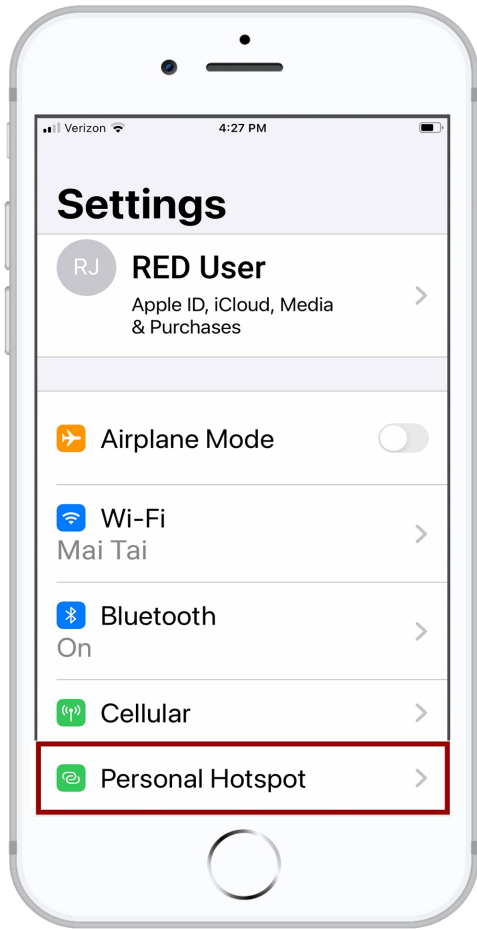 Verizon 4:27 PM
Settings
RJ
RED User
Apple ID, iCloud, Media
& Purchases
Airplane Mode
Wi-Fi
Mai Tai
Bluetooth
On
Cellular
Personal Hotspot